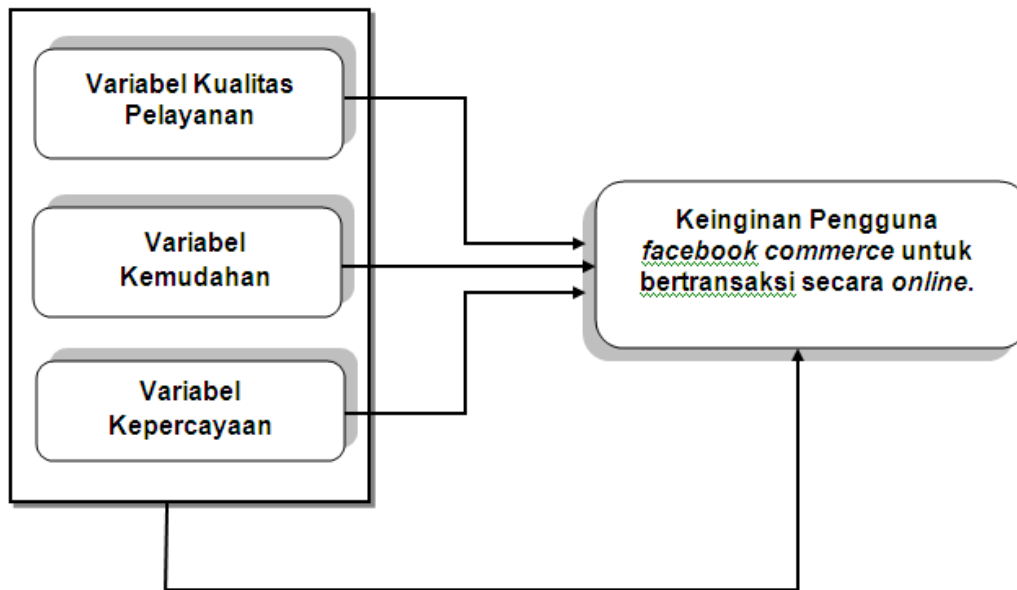 Variabel Kualitas
Pelayanan
Variabel
Kemudahan
Variabel
Kepercayaan
Keinginan Pengguna
facebook commerce untuk
bertransaksi secara online.